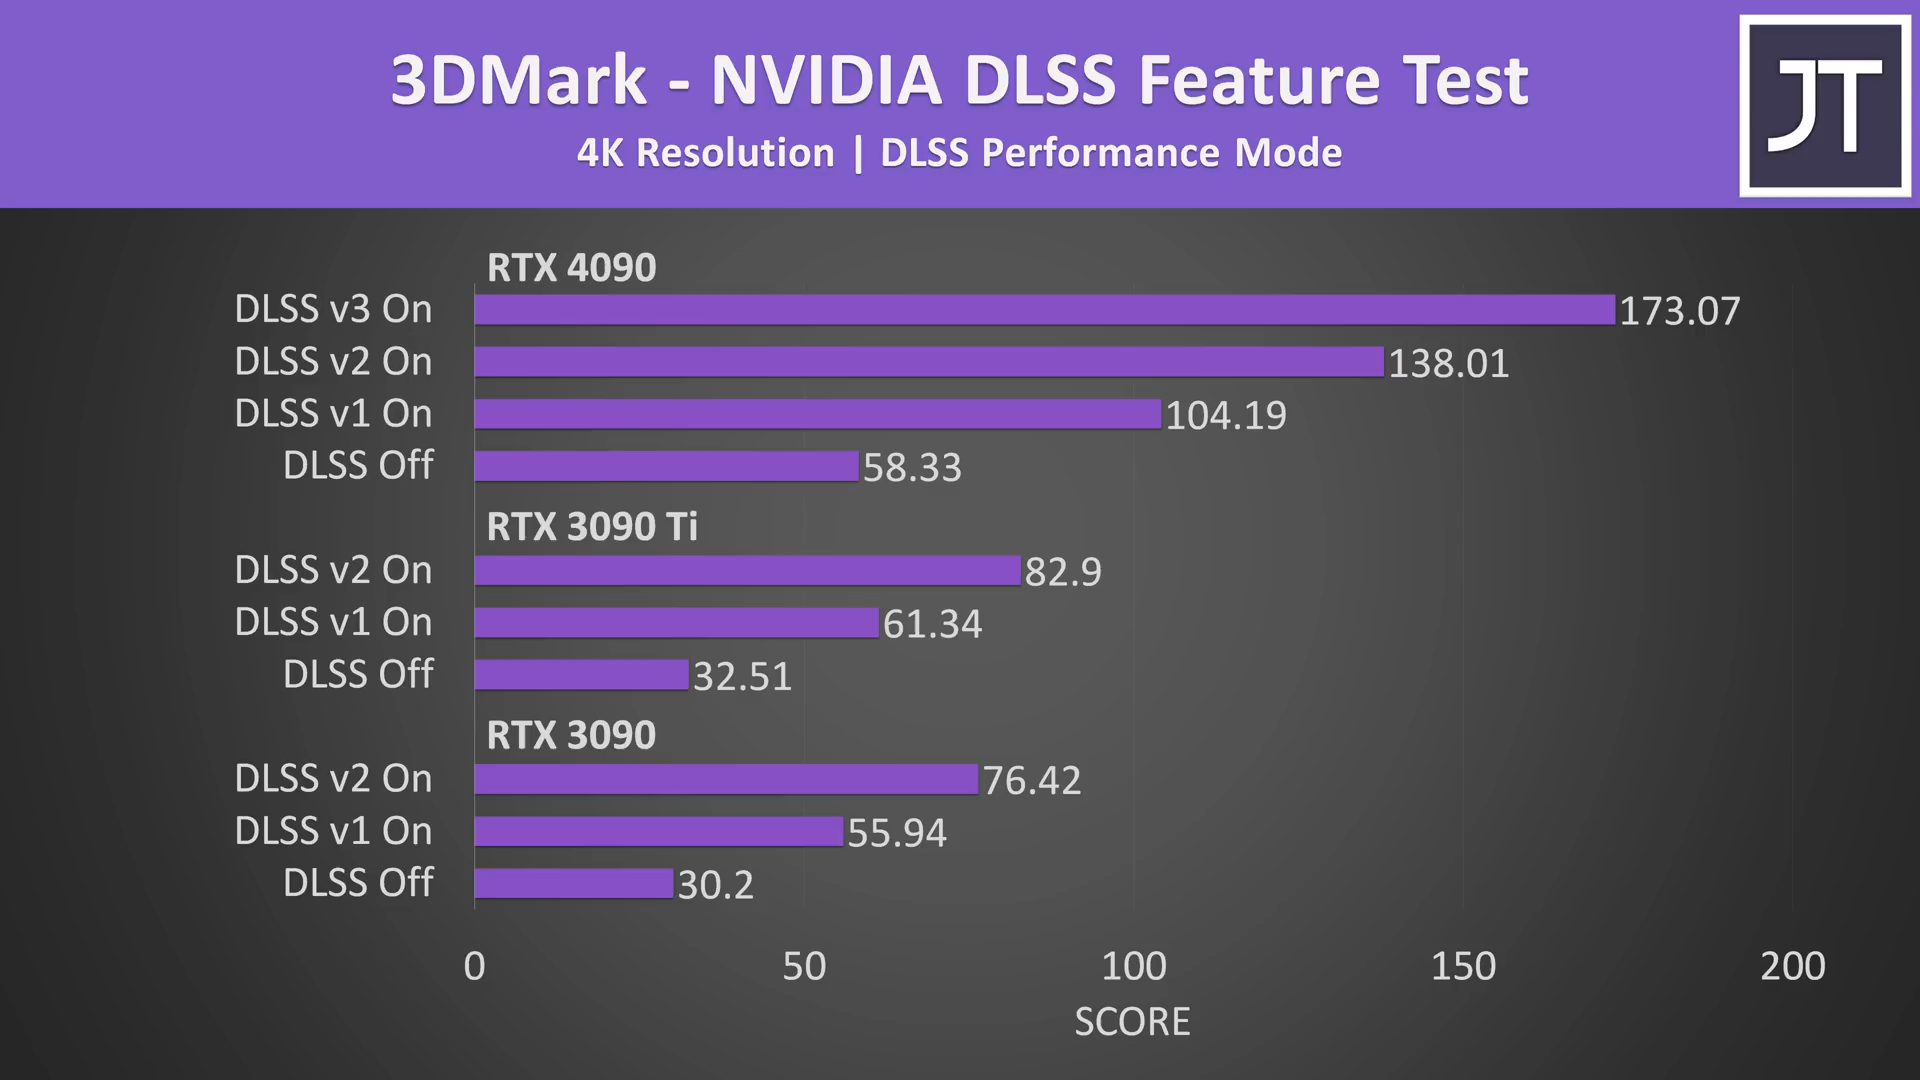 3DMark - NVIDIA DLSS Feature Test
4K Resolution | DLSS Performance Mode
JT
RTX 4090
DLSS v3 On 173.07
DLSS v2 On 138.01
DLSS v1 On 104.19
DLSS Off 58.33
RTX 3090 Ti
DLSS v2 On 82.9
DLSS v1 On 61.34
DLSS Off 32.51
RTX 3090
DLSS v2 On 76.42
DLSS v1 On 55.94
DLSS Off 30.2
0 50 100 150 200
SCORE